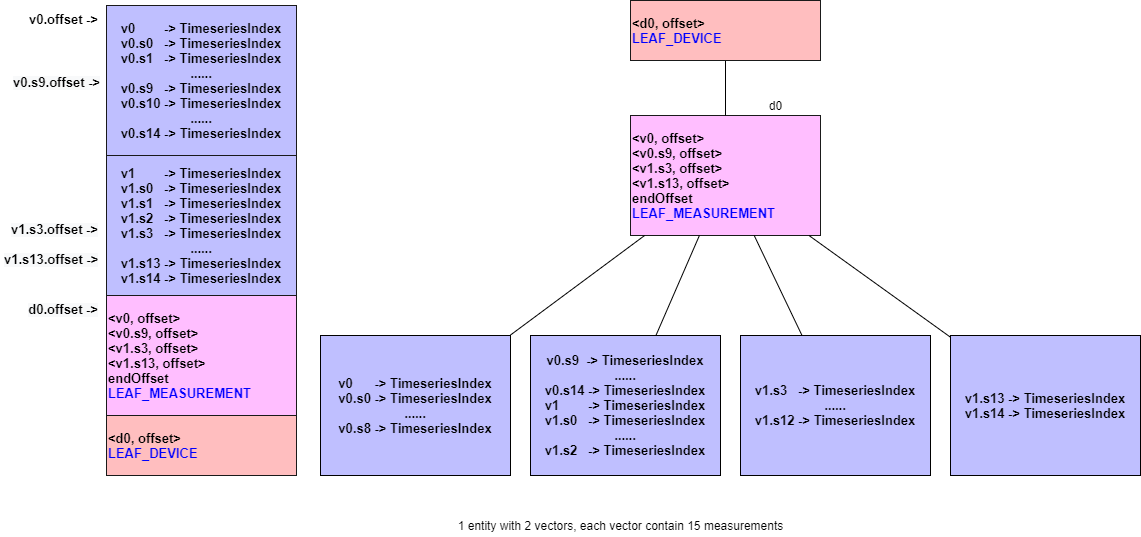 v0.offset ->
v0 -> TimeseriesIndex
v0.s0 -> TimeseriesIndex
v0.s1 -> TimeseriesIndex
......
v0.s9.offset ->
v0.s9 -> TimeseriesIndex
v0.s10 -> TimeseriesIndex
......
v0.s14 -> TimeseriesIndex
v1 -> TimeseriesIndex
v1.s0 -> TimeseriesIndex
v1.s1 -> TimeseriesIndex
v1.s2 -> TimeseriesIndex
v1.s3.offset ->
v1.s3 -> TimeseriesIndex
......
v1.s13.offset ->
v1.s13 -> TimeseriesIndex
v1.s14 -> TimeseriesIndex
d0.offset ->
<v0, offset>
<v0.s9, offset>
<v1.s3, offset>
<v1.s13, offset>
endOffset
LEAF_MEASUREMENT
<d0, offset>
LEAF_DEVICE
<d0, offset>
LEAF_DEVICE
d0
<v0, offset>
<v0.s9, offset>
<v1.s3, offset>
<v1.s13, offset>
endOffset
LEAF_MEASUREMENT
v0 -> TimeseriesIndex
v0.s0 -> TimeseriesIndex
......
v0.s8 -> TimeseriesIndex
v0.s9 -> TimeseriesIndex
......
v0.s14 -> TimeseriesIndex
v1 -> TimeseriesIndex
v1.s0 -> TimeseriesIndex
......
v1.s2 -> TimeseriesIndex
v1.s3 -> TimeseriesIndex
......
v1.s12 -> TimeseriesIndex
v1.s13 -> TimeseriesIndex
v1.s14 -> TimeseriesIndex
1 entity with 2 vectors, each vector contain 15 measurements